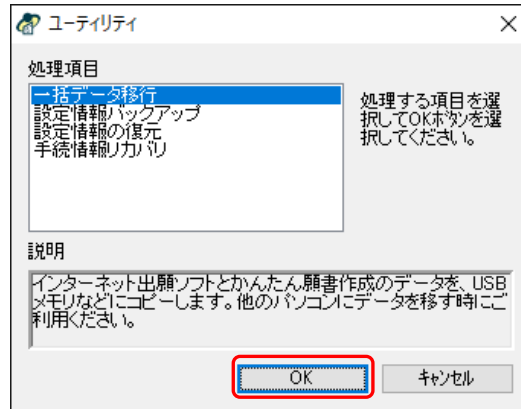 ユーティリティ
処理項目
一括データ移行
設定情報バックアップ
設定情報の復元
手続情報リカバリ
処理する項目を選
択してOKボタンを選
択してください。
説明
インターネット出願ソフトとかんたん願書作成のデータを、USB
メモリなどにコピーします。他のパソコンにデータを移す時にご
利用ください。
OK
キャンセル